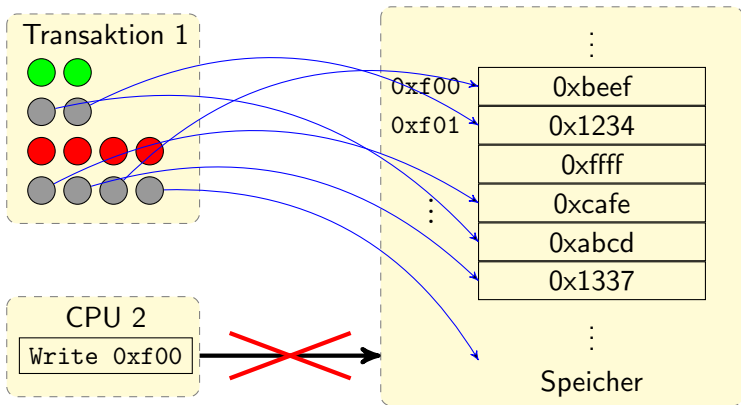 Transaktion 1
⋮
0xf00 0xbeef
0xf01 0x1234
0xffff
⋮ 0xcafe
0xabcd
0x1337
CPU 2
Write 0xf00
⋮
Speicher